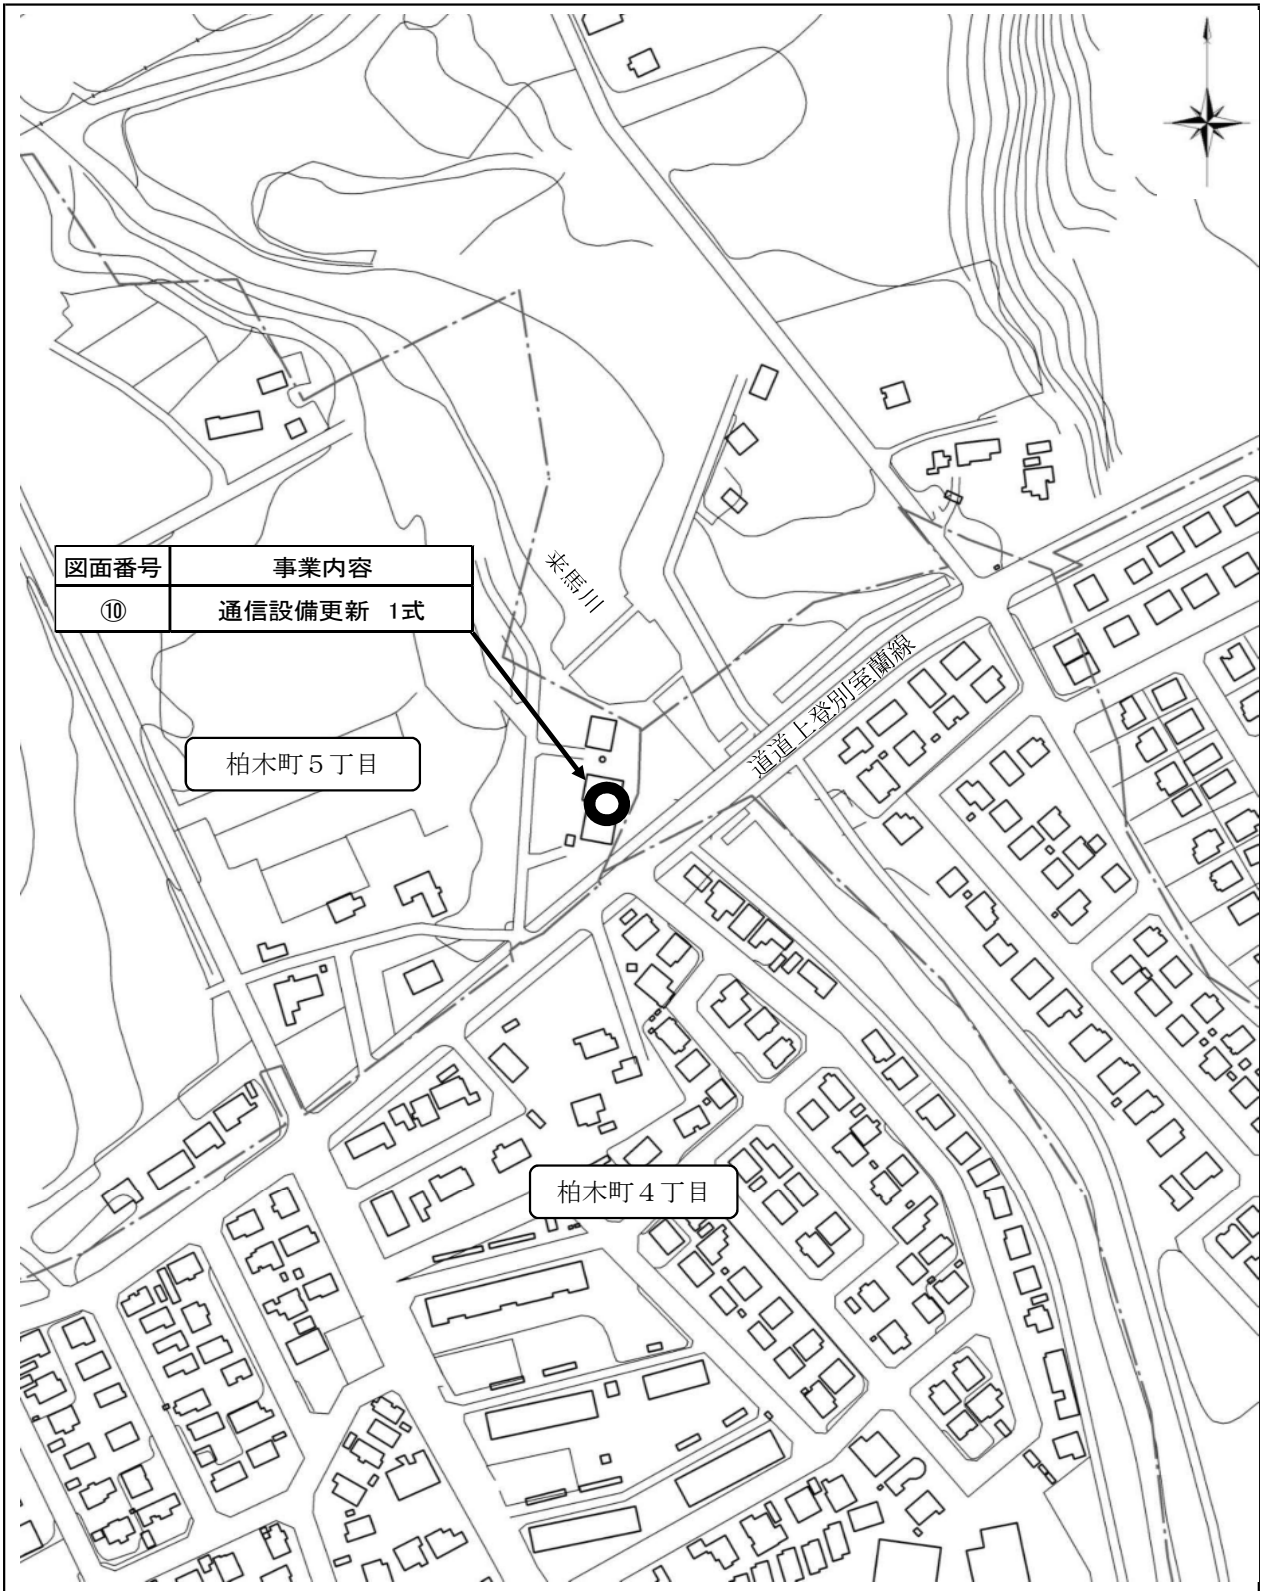 図面番号 事業内容
⑩ 通信設備更新 1式
来馬川
道道上登別室蘭線
柏木町５丁目
柏木町４丁目